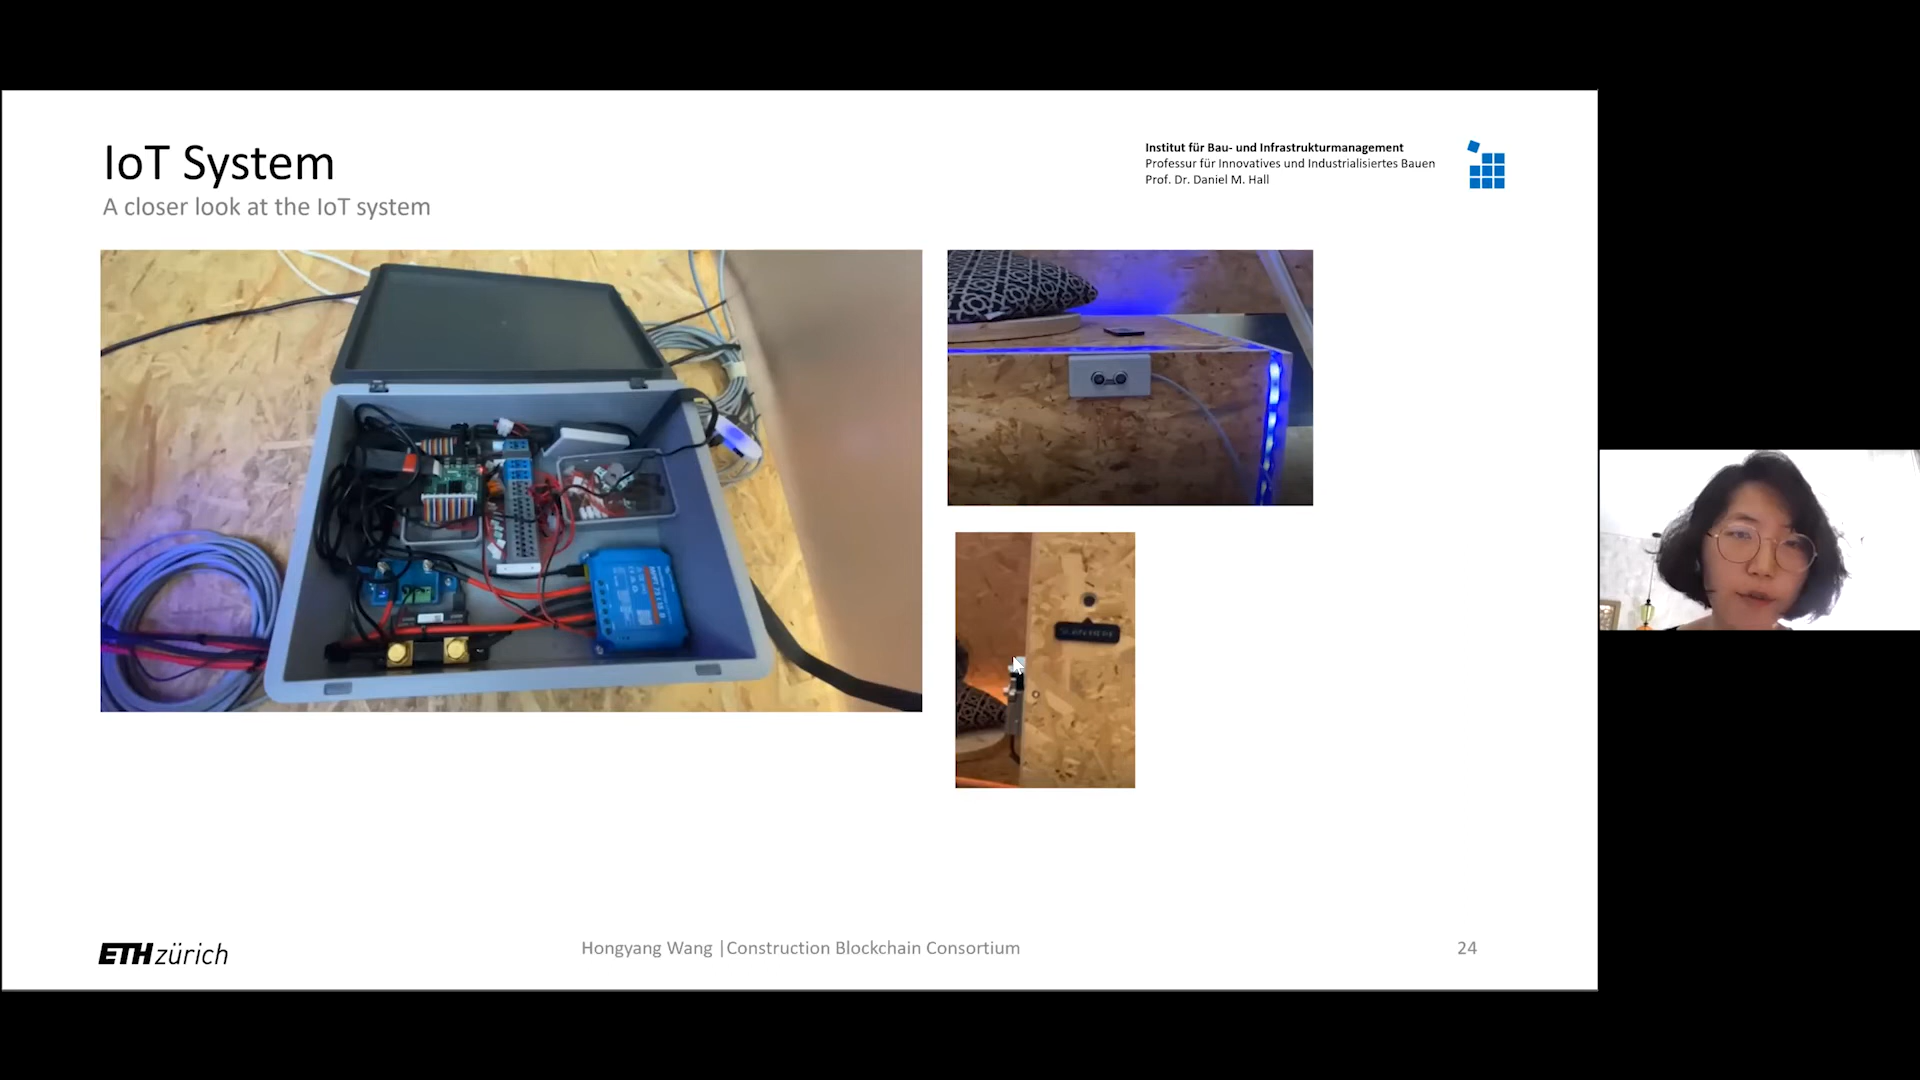 IoT System
A closer look at the IoT system
Institut für Bau- und Infrastrukturmanagement
Professur für Innovatives und Industrialisiertes Bauen
Prof. Dr. Daniel M. Hall
ETH zürich
Hongyang Wang |Construction Blockchain Consortium
24